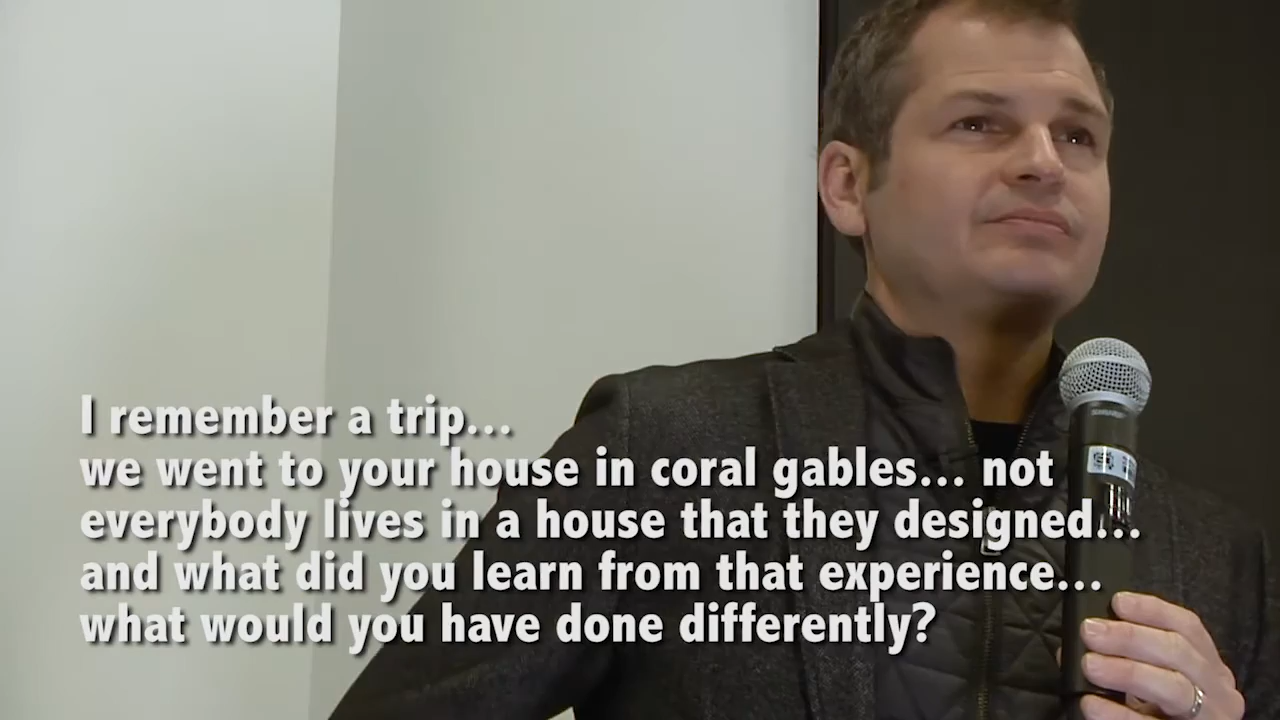 I remember a trip...
we went to your house in coral gables... not
everybody lives in a house that they designed...
and what did you learn from that experience...
what would you have done differently?